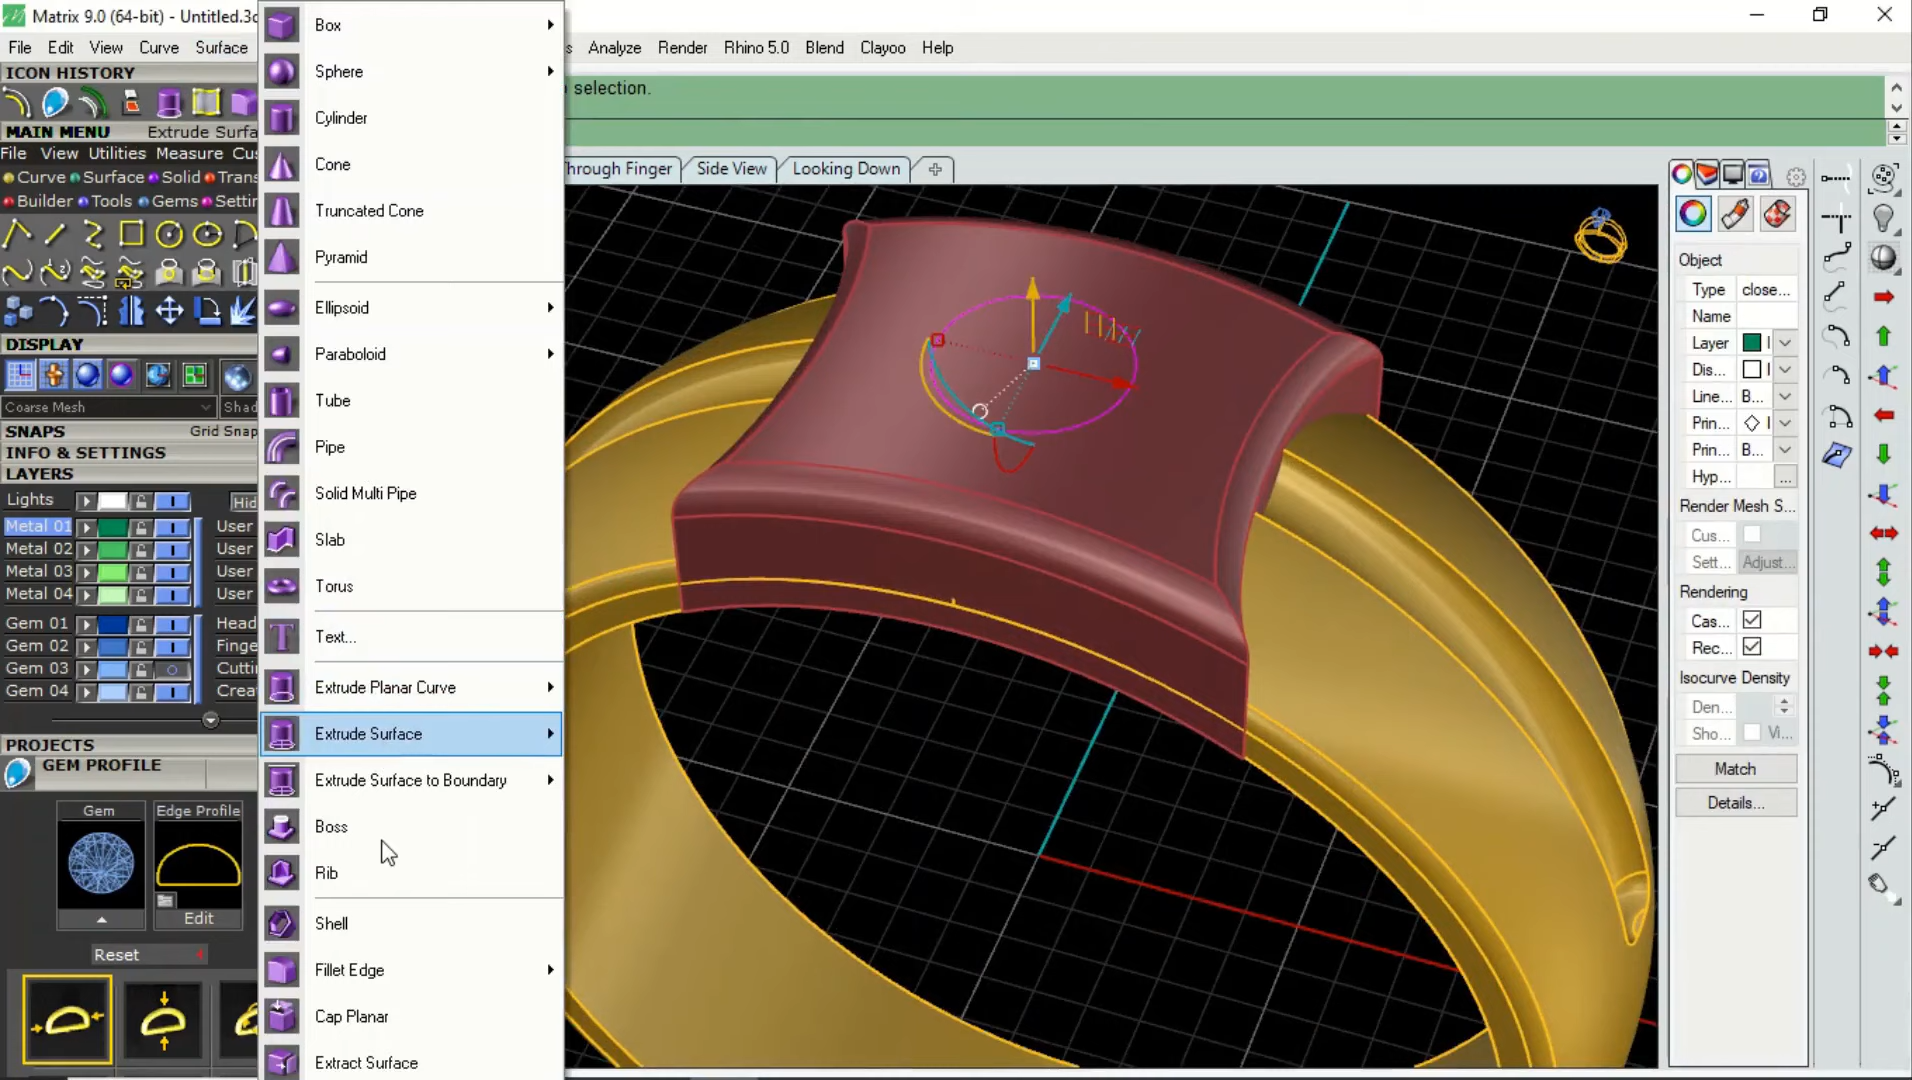 Matrix 9.0 (64-bit) - Untitled.3d
File Edit View Curve Surface
Analyze Render Rhino 5.0 Blend Clayoo Help
selection.
Through Finger Side View Looking Down
ICON HISTORY
MAIN MENU Extrude Surfa
File View Utilities Measure Cus
Curve Surface Solid Trans
Builder Tools Gems Settin
DISPLAY
Coarse Mesh Shad
SNAPS Grid Snap
INFO & SETTINGS
LAYERS
Lights Hid
Metal 01 User
Metal 02 User
Metal 03 User
Metal 04 User
Gem 01 Head
Gem 02 Finge
Gem 03 Cutti
Gem 04 Crea
PROJECTS
GEM PROFILE
Gem Edge Profile
Edit
Reset
Box
Sphere
Cylinder
Cone
Truncated Cone
Pyramid
Ellipsoid
Paraboloid
Tube
Pipe
Solid Multi Pipe
Slab
Torus
Text...
Extrude Planar Curve
Extrude Surface
Extrude Surface to Boundary
Boss
Rib
Shell
Fillet Edge
Cap Planar
Extract Surface
Object
Type close...
Name
Layer
Dis...
Line... B...
Prin...
Prin... B...
Hyp... ...
Render Mesh S...
Cus...
Sett... Adjust...
Rendering
Cas...
Rec...
Isocurve Density
Den...
Sho... Vi...
Match
Details...